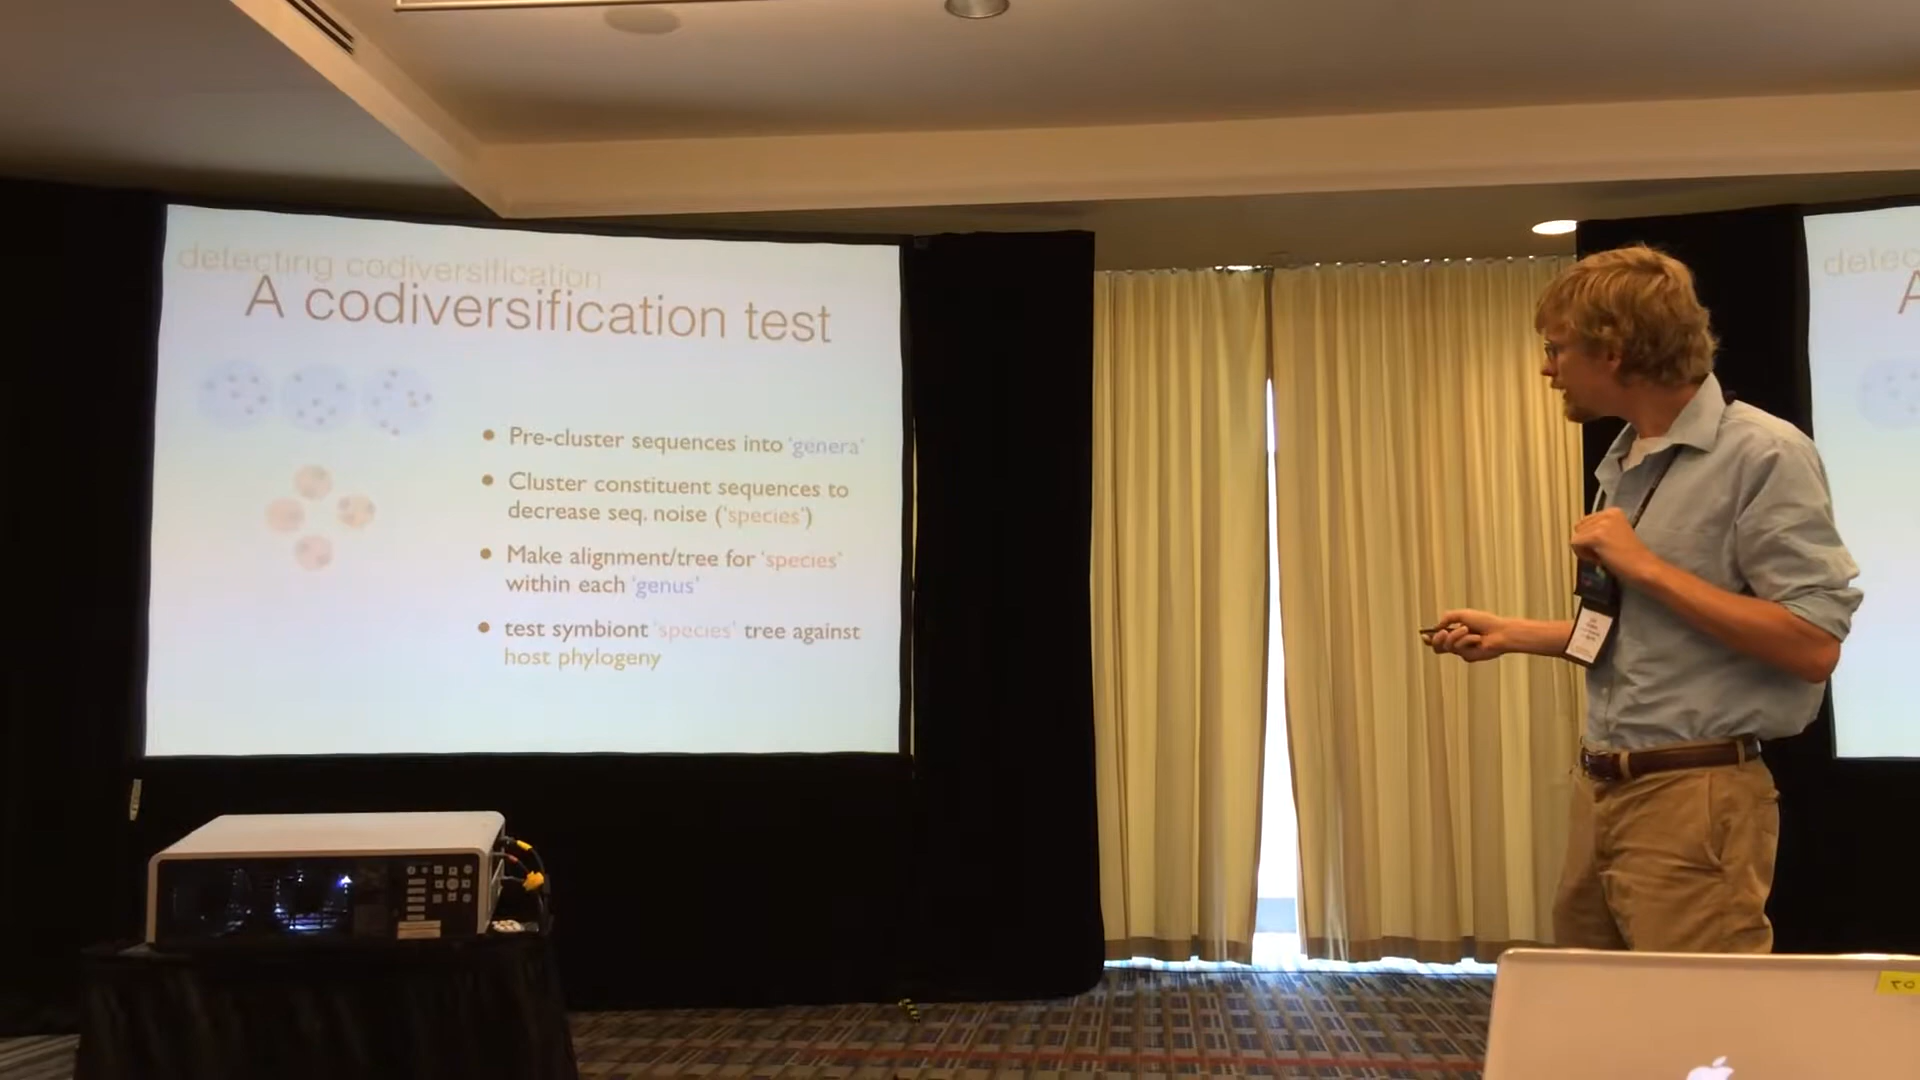 detecting codiversification
A codiversification test
• Pre-cluster sequences into 'genera'
• Cluster constituent sequences to
decrease seq. noise ('species')
• Make alignment/tree for 'species'
within each 'genus'
• test symbiont 'species' tree against
host phylogeny
detec
A